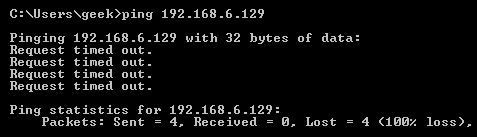 C:\Users\geek>ping 192.168.6.129
Pinging 192.168.6.129 with 32 bytes of data:
Request timed out.
Request timed out.
Request timed out.
Request timed out.
Ping statistics for 192.168.6.129:
Packets: Sent = 4, Received = 0, Lost = 4 (100% loss),